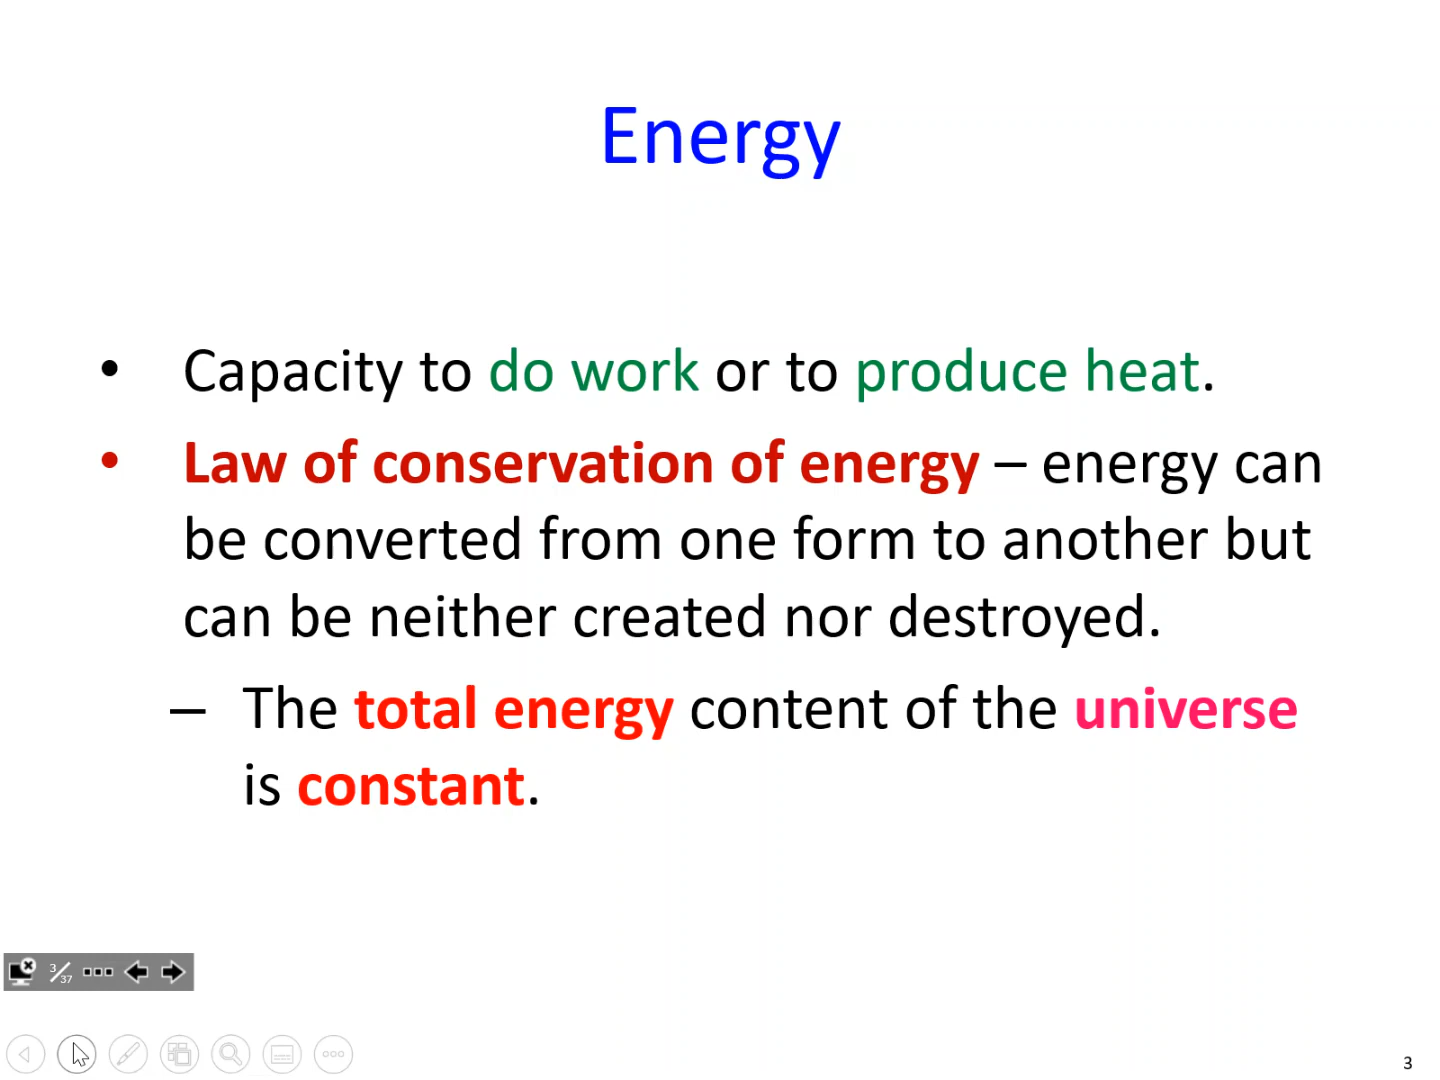 Energy
• Capacity to do work or to produce heat.
• Law of conservation of energy – energy can
be converted from one form to another but
can be neither created nor destroyed.
– The total energy content of the universe
is constant.
3/37
3